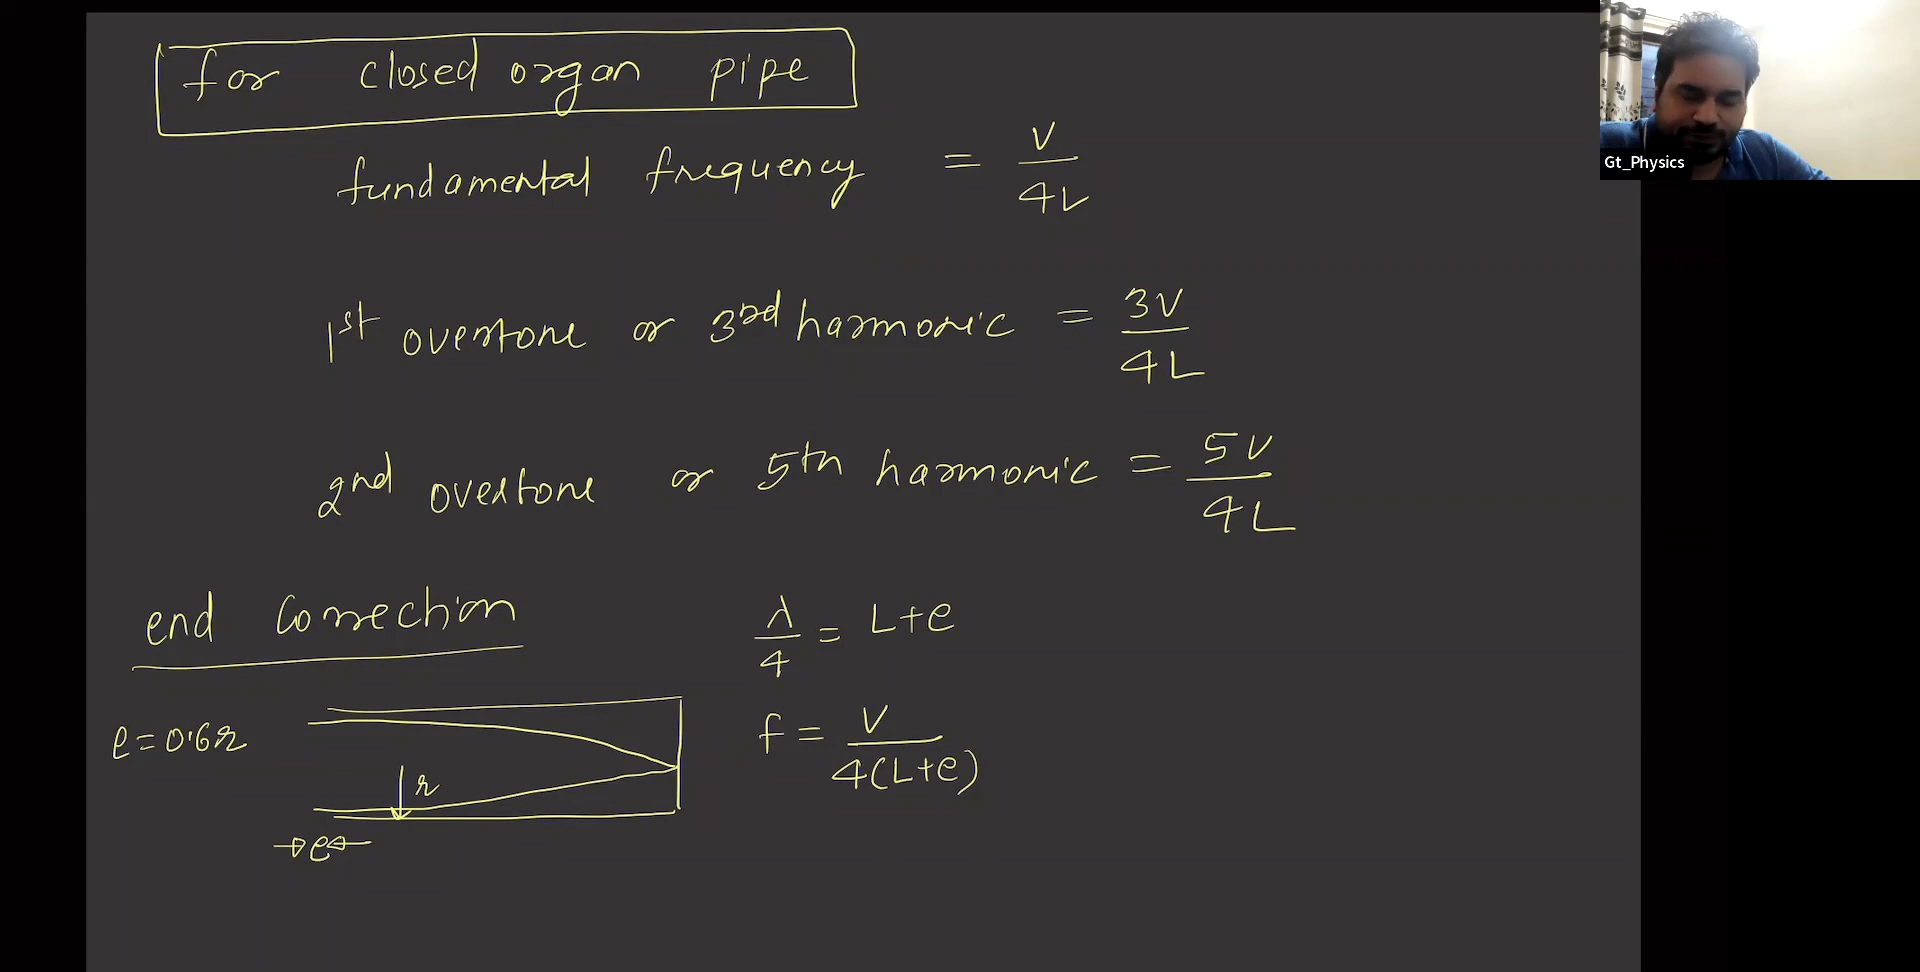 for closed organ pipe
Gt_Physics
fundamental frequency = V/4L
1st overtone or 3rd harmonic = 3V/4L
2nd overtone or 5th harmonic = 5V/4L
end correction
λ/4 = L+e
e=0.6r
f = V/4(L+e)
r
e